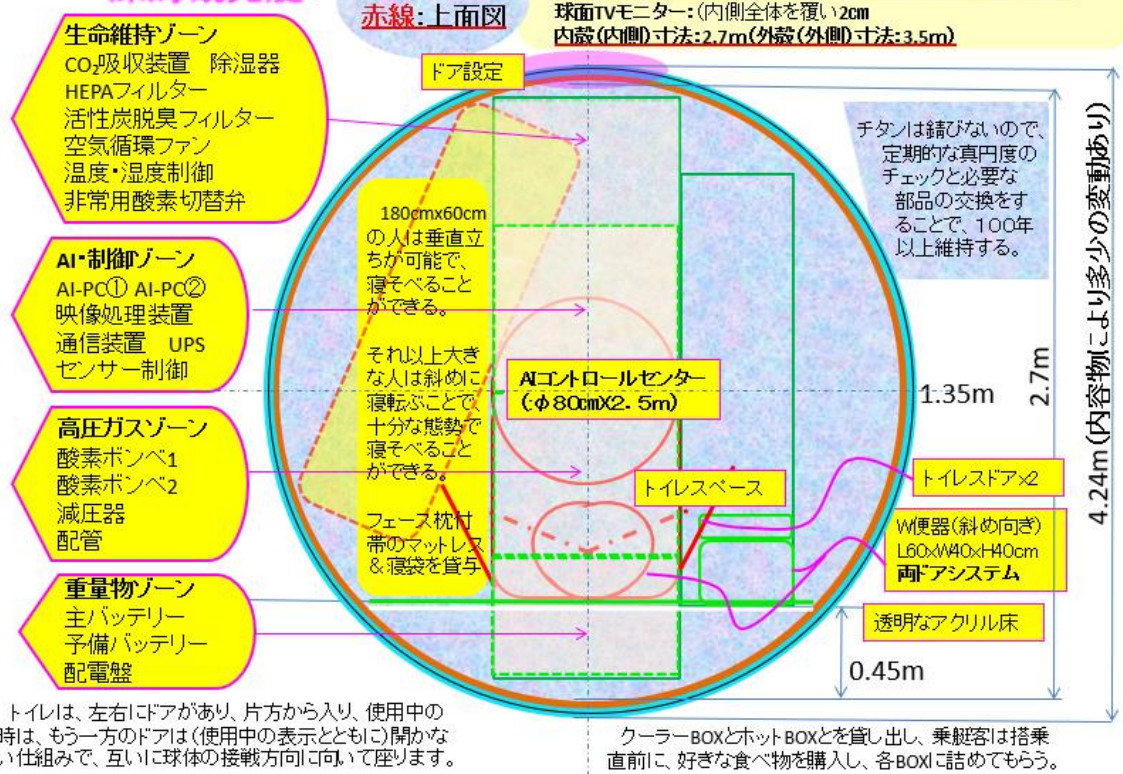 赤線:上面図
球面TVモニター:(内側全体を覆い2cm
内殻(内側)寸法:2.7m(外殻(外側)寸法:3.5m)
生命維持ゾーン
CO₂吸収装置 除湿器
HEPAフィルター
活性炭脱臭フィルター
空気循環ファン
温度・湿度制御
非常用酸素切替弁
ドア設定
チタンは錆びないので、
定期的な真円度の
チェックと必要な
部品の交換をす
ることで、100年
以上維持する。
180cmx60cm
の人は垂直立
ちが可能で、
寝そべること
ができる。
それ以上大き
な人は斜めに
寝転ぶことで、
十分な態勢で
寝そべること
ができる。
フェース枕付
帯のマットレス
&寝袋を貸与
AI・制御ゾーン
AI-PC① AI-PC②
映像処理装置
通信装置 UPS
センサー制御
AIコントロールセンター
(:φ80cmX2.5m)
1.35m
2.7m
4.24m(内容物により多少の変動あり)
高圧ガスゾーン
酸素ボンベ1
酸素ボンベ2
減圧器
配管
トイレスペース
トイレスドア×2
W便器(斜め向き)
L60×W40×H40cm
両ドアシステム
重量物ゾーン
主バッテリー
予備バッテリー
配電盤
透明なアクリル床
0.45m
トイレは、左右にドアがあり、片方から入り、使用中の
時は、もう一方のドアは(使用中の表示とともに)開かな
い仕組みで、互いに球体の接戦方向に向いて座ります。
クーラーBOXとホットBOXとを貸し出し、乗艇客は搭乗
直前に、好きな食べ物を購入し、各BOXに詰めてもらう。